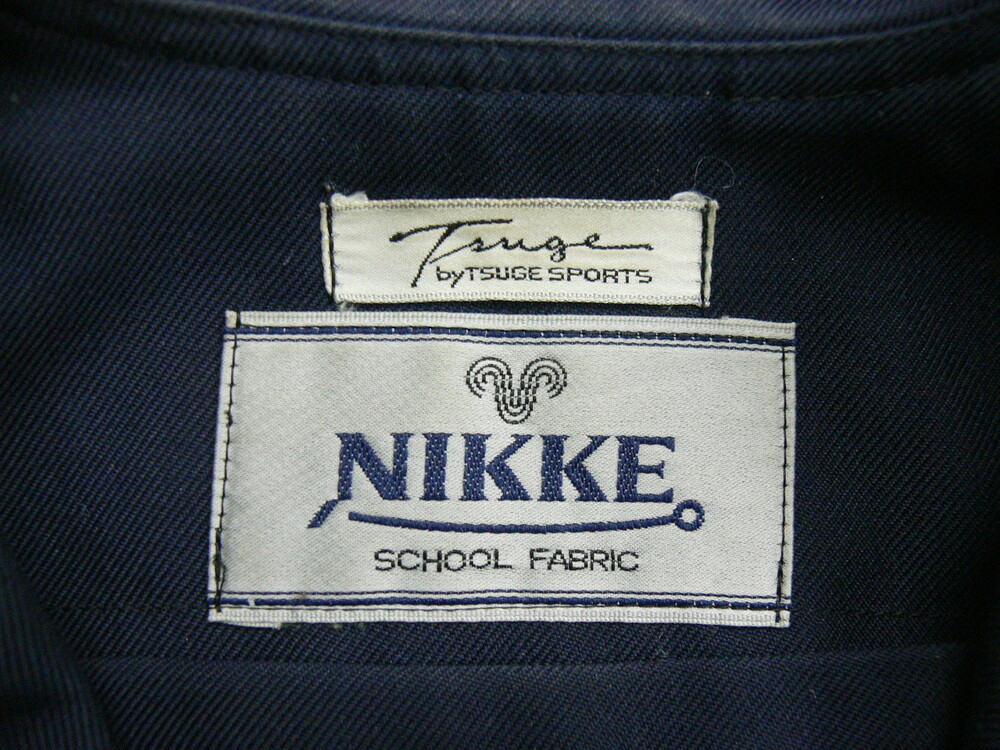 Tsuge
by TSUGE SPORTS
NIKKE
SCHOOL FABRIC